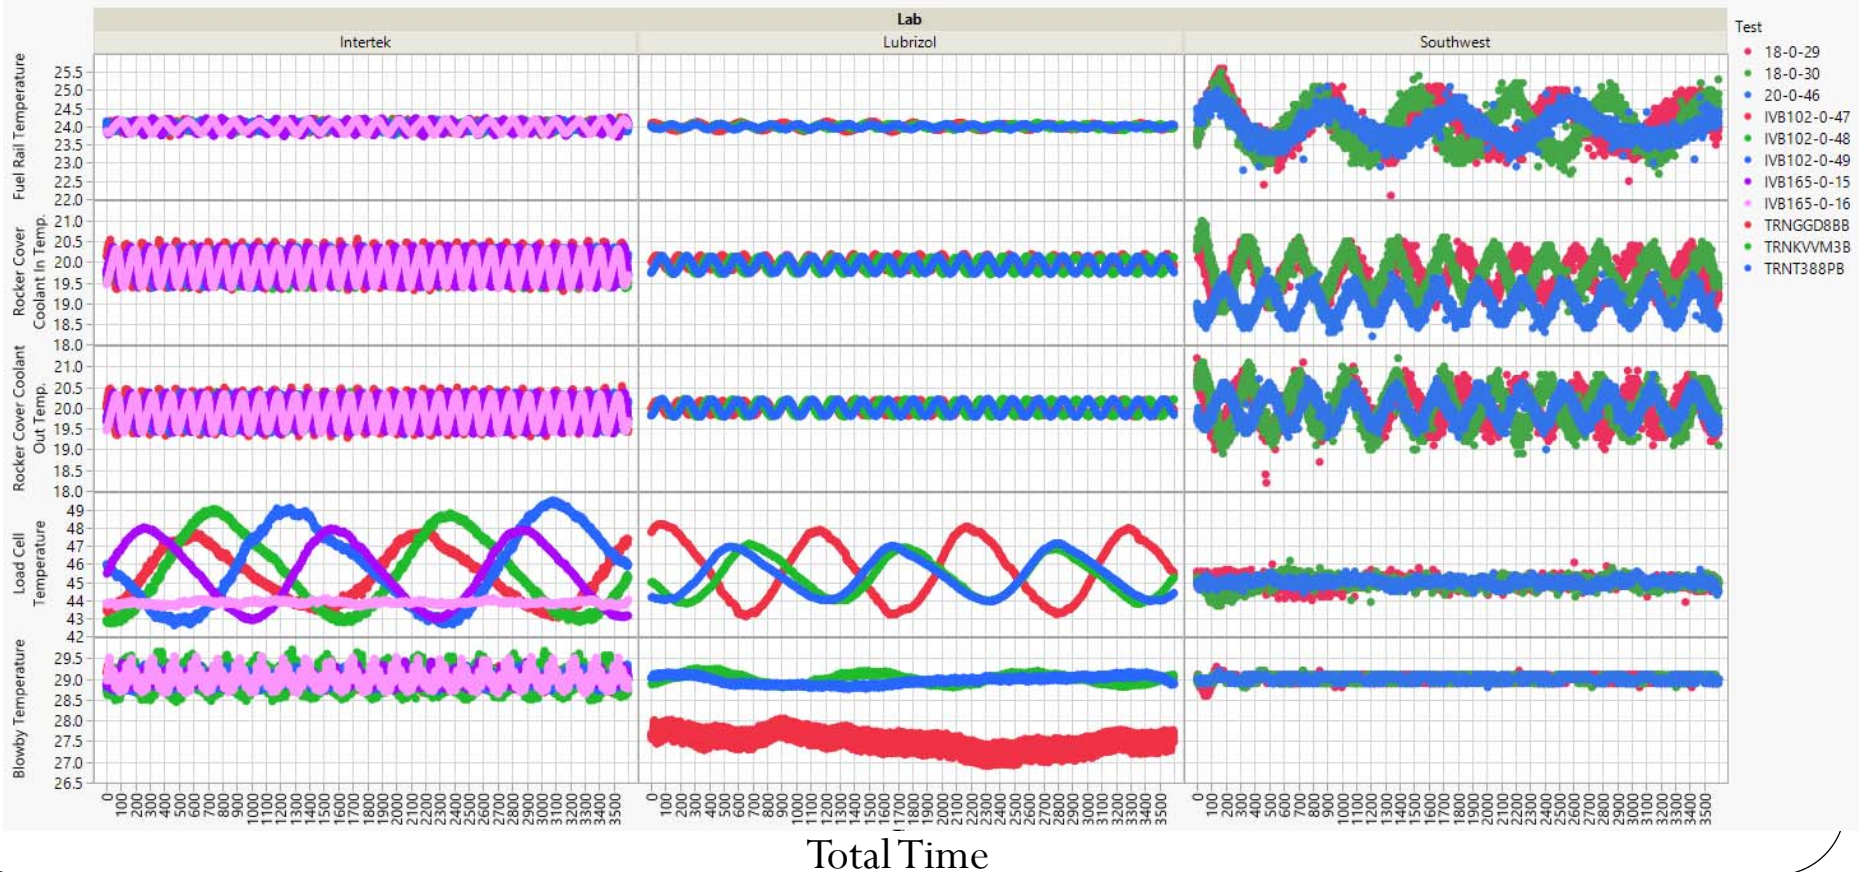 Lab
Intertek Lubrizol Southwest
Test
18-0-29
18-0-30
20-0-46
IVB102-0-47
IVB102-0-48
IVB102-0-49
IVB165-0-15
IVB165-0-16
TRNGGD8BB
TRNKVVM3B
TRNT388PB
Fuel Rail Temperature
25.5
25.0
24.5
24.0
23.5
23.0
22.5
22.0
Rocker Cover
Coolant In Temp.
21.0
20.5
20.0
19.5
19.0
18.5
18.0
Rocker Cover Coolant
Out Temp.
21.0
20.5
20.0
19.5
19.0
18.5
18.0
Load Cell
Temperature
49
48
47
46
45
44
43
42
Blowby Temperature
29.5
29.0
28.5
28.0
27.5
27.0
26.5
0 100 200 300 400 500 600 700 800 900 1000 1100 1200 1300 1400 1500 1600 1700 1800 1900 2000 2100 2200 2300 2400 2500 2600 2700 2800 2900 3000 3100 3200 3300 3400 3500
0 100 200 300 400 500 600 700 800 900 1000 1100 1200 1300 1400 1500 1600 1700 1800 1900 2000 2100 2200 2300 2400 2500 2600 2700 2800 2900 3000 3100 3200 3300 3400 3500
0 100 200 300 400 500 600 700 800 900 1000 1100 1200 1300 1400 1500 1600 1700 1800 1900 2000 2100 2200 2300 2400 2500 2600 2700 2800 2900 3000 3100 3200 3300 3400 3500
Total Time